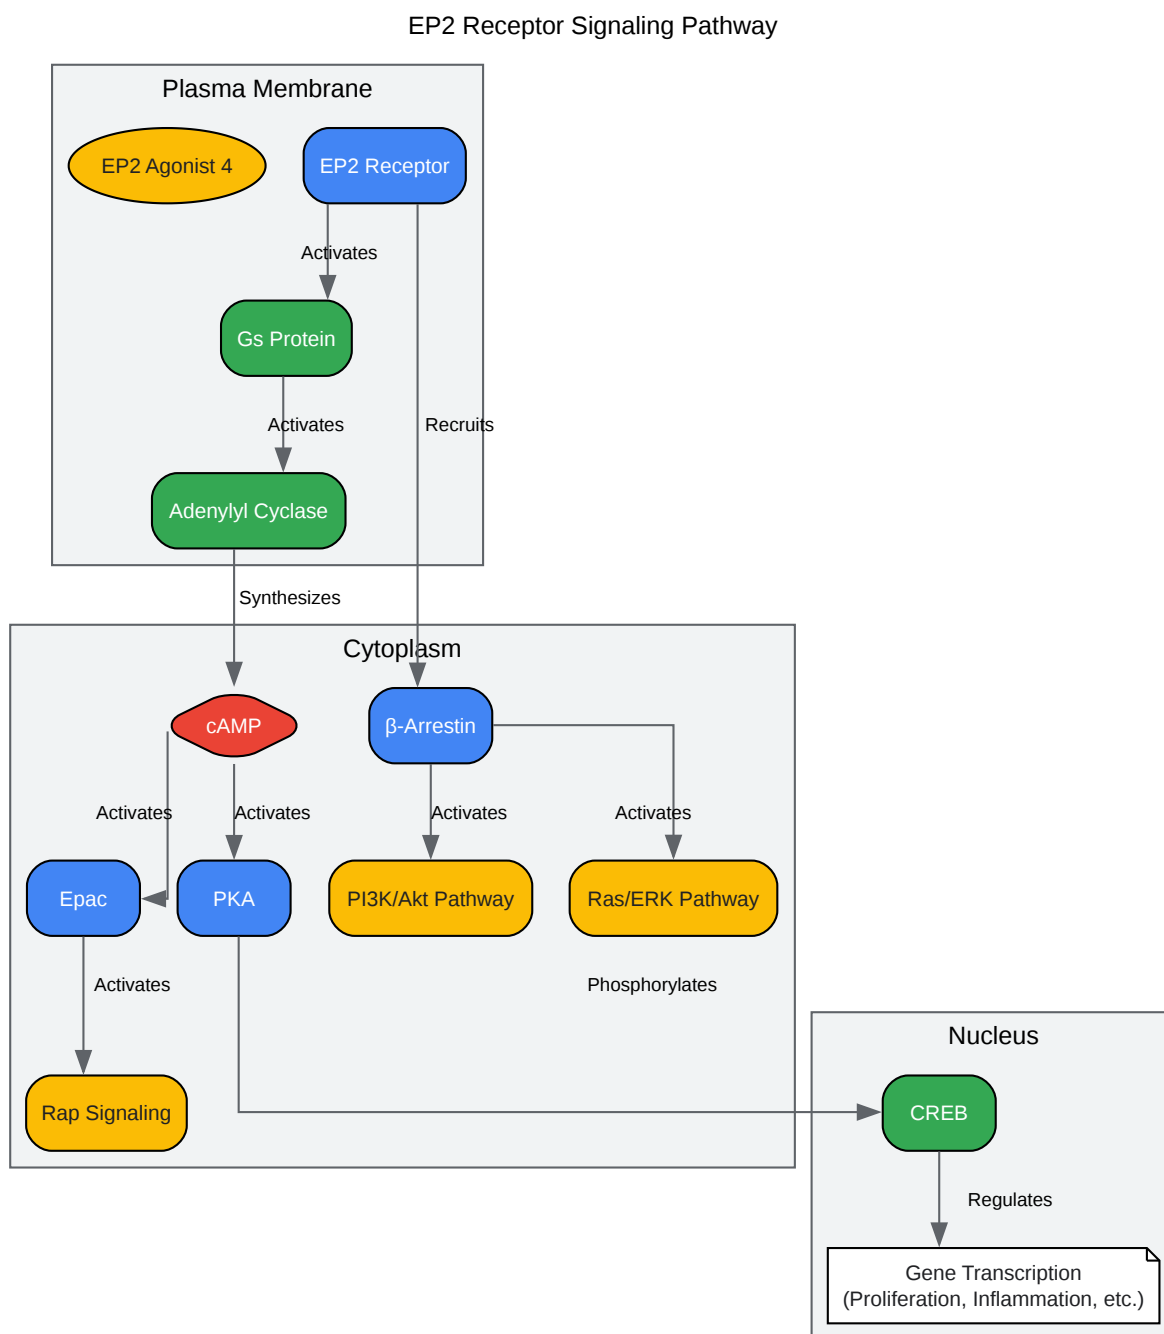 EP2 Receptor Signaling Pathway
Plasma Membrane
EP2 Agonist 4
EP2 Receptor
Activates
Gs Protein
Activates
Recruits
Adenylyl Cyclase
Synthesizes
Cytoplasm
cAMP
β-Arrestin
Activates
Activates
Activates
Activates
Epac
PKA
PI3K/Akt Pathway
Ras/ERK Pathway
Activates
Phosphorylates
Nucleus
Rap Signaling
CREB
Regulates
Gene Transcription
(Proliferation, Inflammation, etc.)